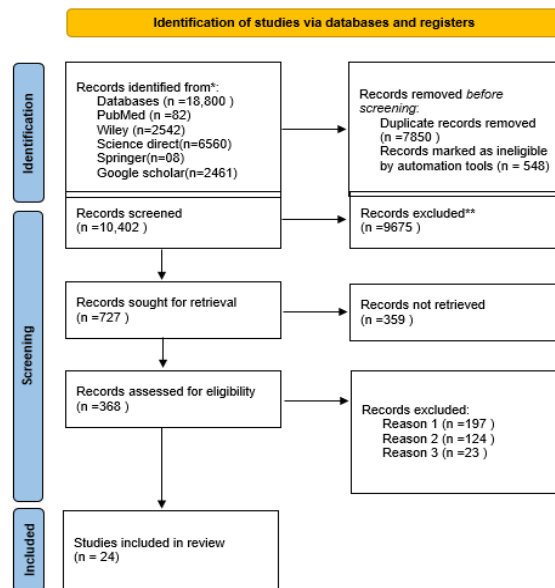 Identification of studies via databases and registers
Identification
Records identified from*:
Databases (n =18,800 )
PubMed (n =82)
Wiley (n=2542)
Science direct(n=6560)
Springer(n=08)
Google scholar(n=2461)
Records removed before
screening:
Duplicate records removed
(n =7850)
Records marked as ineligible
by automation tools (n = 548)
Screening
Records screened
(n =10,402 )
Records excluded**
(n =9675)
Records sought for retrieval
(n =727)
Records not retrieved
(n =359)
Records assessed for eligibility
(n =368)
Records excluded:
Reason 1 (n =197)
Reason 2 (n =124)
Reason 3 (n =23 )
Included
Studies included in review
(n = 24)